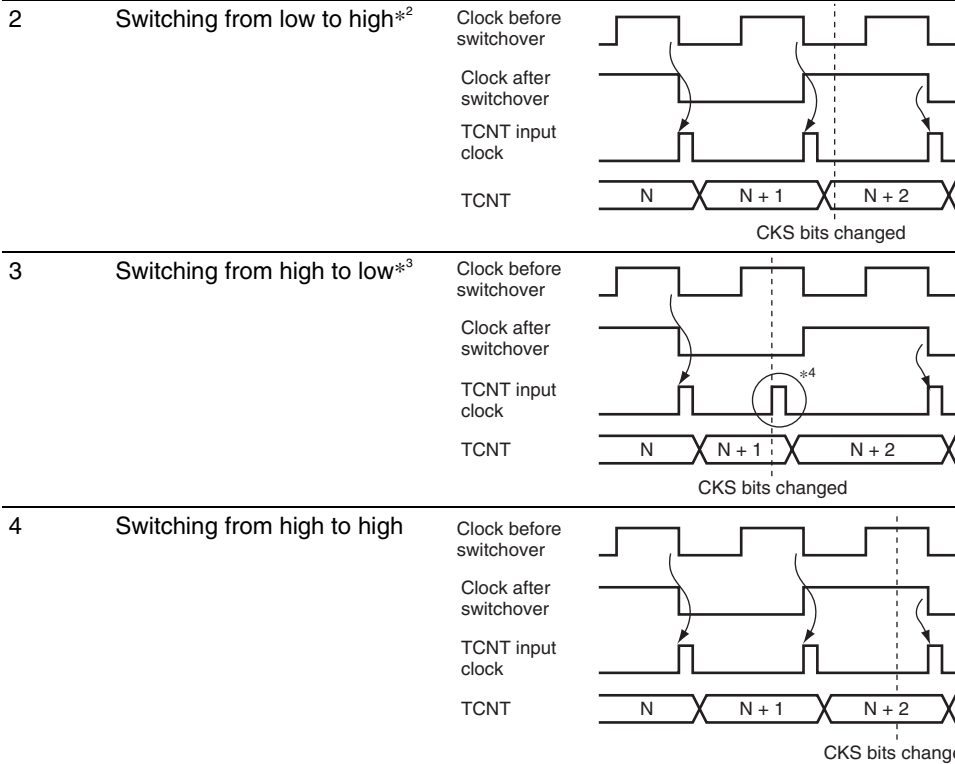 2 Switching from low to high*2
Clock before
switchover
Clock after
switchover
TCNT input
clock
TCNT N N + 1 N + 2
CKS bits changed
3 Switching from high to low*3
Clock before
switchover
Clock after
switchover
TCNT input
clock
*4
TCNT N N + 1 N + 2
CKS bits changed
4 Switching from high to high
Clock before
switchover
Clock after
switchover
TCNT input
clock
TCNT N N + 1 N + 2
CKS bits change